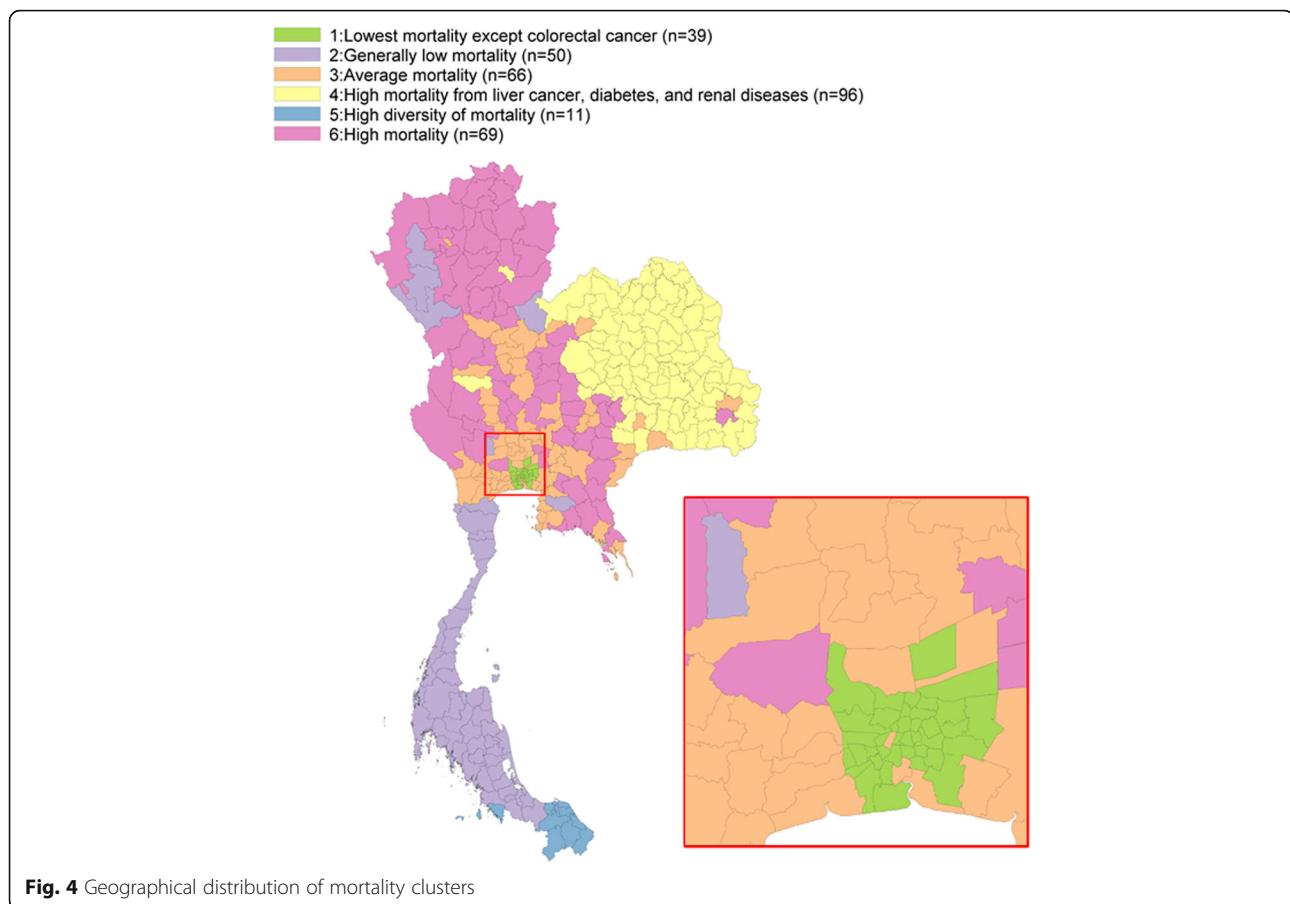 1:Lowest mortality except colorectal cancer (n=39)
2:Generally low mortality (n=50)
3:Average mortality (n=66)
4:High mortality from liver cancer, diabetes, and renal diseases (n=96)
5:High diversity of mortality (n=11)
6:High mortality (n=69)
Fig. 4 Geographical distribution of mortality clusters